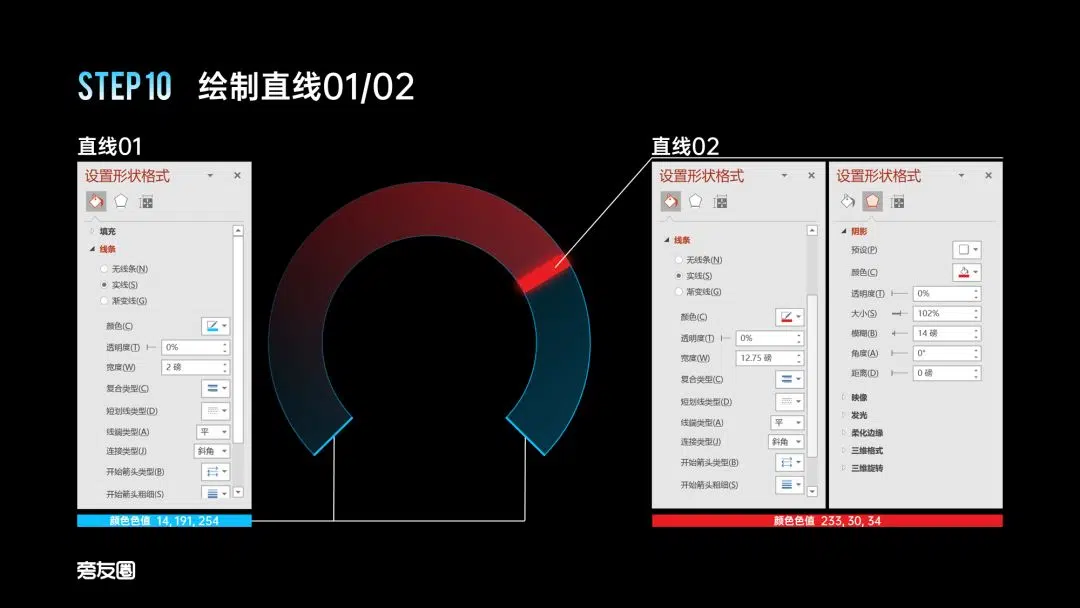 STEP10 绘制直线01/02
直线01
设置形状格式
填充
线条
无线条(N)
实线(S)
渐变线(G)
颜色(C)
透明度(T) 0%
宽度(W) 2 磅
复合类型(C)
短划线类型(D)
线端类型(A) 平
连接类型(J) 斜角
开始箭头类型(B)
开始箭头粗细(S)
颜色色值 14,191,254
直线02
设置形状格式
线条
无线条(N)
实线(S)
渐变线(G)
颜色(C)
透明度(T) 0%
宽度(W) 12.75 磅
复合类型(C)
短划线类型(D)
线端类型(A) 平
连接类型(J) 斜角
开始箭头类型(B)
开始箭头粗细(S)
设置形状格式
阴影
预设(P)
颜色(C)
透明度(T) 0%
大小(S) 102%
模糊(B) 14 磅
角度(A) 0°
距离(D) 0 磅
映像
发光
柔化边缘
三维格式
三维旋转
颜色色值 233,30,34
旁友圈